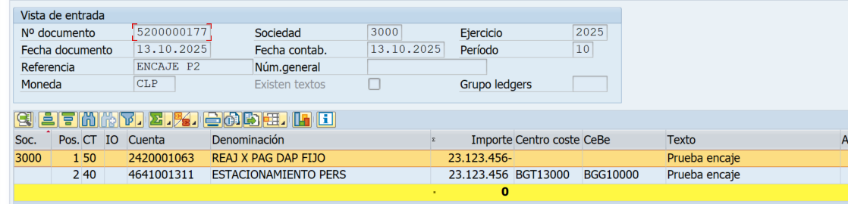 Vista de entrada
Nº documento 5200000177 Sociedad 3000 Ejercicio 2025
Fecha documento 13.10.2025 Fecha contab. 13.10.2025 Período 10
Referencia ENCAJE P2 Núm.general
Moneda CLP Existen textos Grupo ledgers
Soc. Pos. CT IO Cuenta Denominación Importe Centro coste CeBe Texto A
3000 1 50 2420001063 REAJ X PAG DAP FIJO 23.123.456- Prueba encaje
2 40 4641001311 ESTACIONAMIENTO PERS 23.123.456 BGT13000 BGG10000 Prueba encaje
0